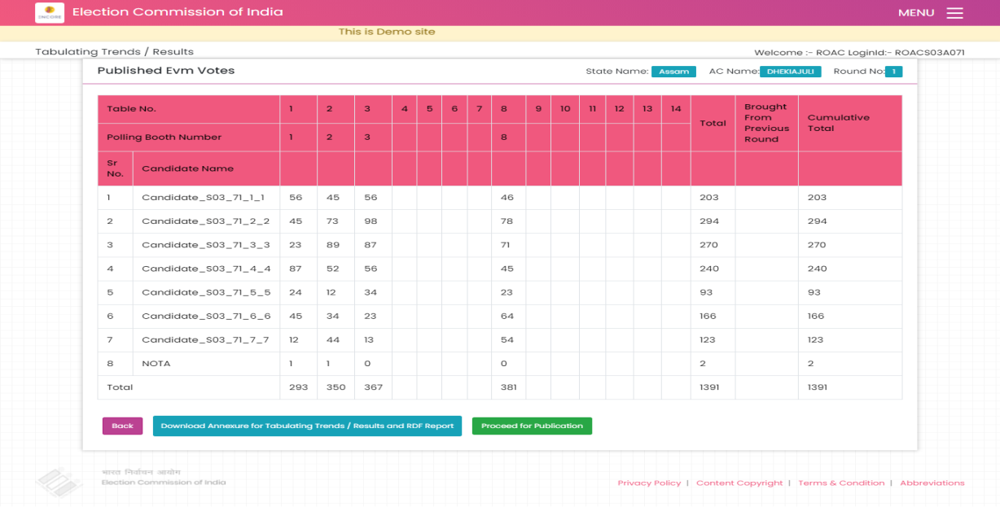 Election Commission of India
MENU
This is Demo site
Tabulating Trends / Results
Welcome :- ROAC LoginId:- ROACS03A071
Published Evm Votes
State Name: Assam AC Name: DHEKIAJULI Round No: 1
Table No. 1 2 3 4 5 6 7 8 9 10 11 12 13 14 Total Brought From Previous Round Cumulative Total
Polling Booth Number 1 2 3 8
Sr No. Candidate Name
1 Candidate_S03_71_1_1 56 45 56 46 203 203
2 Candidate_S03_71_2_2 45 73 98 78 294 294
3 Candidate_S03_71_3_3 23 89 87 71 270 270
4 Candidate_S03_71_4_4 87 52 56 45 240 240
5 Candidate_S03_71_5_5 24 12 34 23 93 93
6 Candidate_S03_71_6_6 45 34 23 64 166 166
7 Candidate_S03_71_7_7 12 44 13 54 123 123
8 NOTA 1 1 0 0 2 2
Total 293 350 367 381 1391 1391
Back
Download Annexure for Tabulating Trends / Results and RDF Report
Proceed for Publication
भारत निर्वाचन आयोग
Election Commission of India
Privacy Policy | Content Copyright | Terms & Condition | Abbreviations